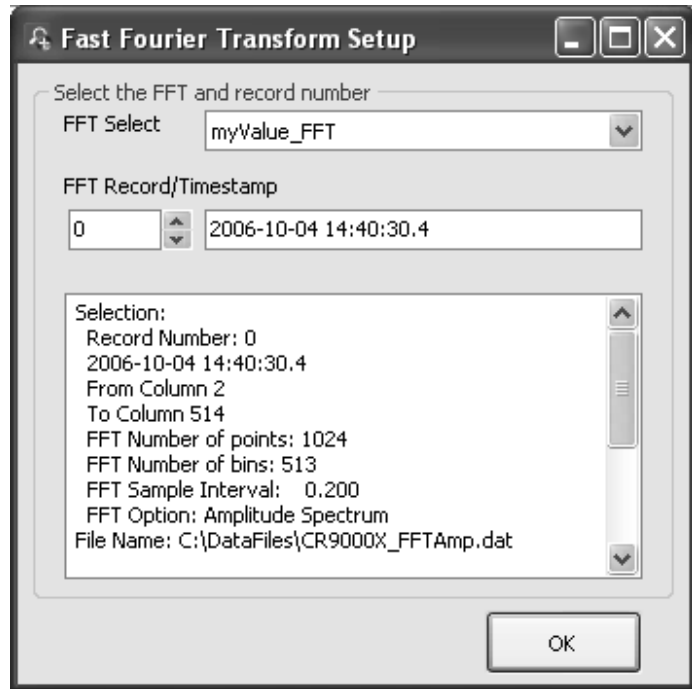 Fast Fourier Transform Setup
Select the FFT and record number
FFT Select
myValue_FFT
FFT Record/Timestamp
0
2006-10-04 14:40:30.4
Selection:
Record Number: 0
2006-10-04 14:40:30.4
From Column 2
To Column 514
FFT Number of points: 1024
FFT Number of bins: 513
FFT Sample Interval: 0.200
FFT Option: Amplitude Spectrum
File Name: C:\DataFiles\CR9000X_FFTAmp.dat
OK